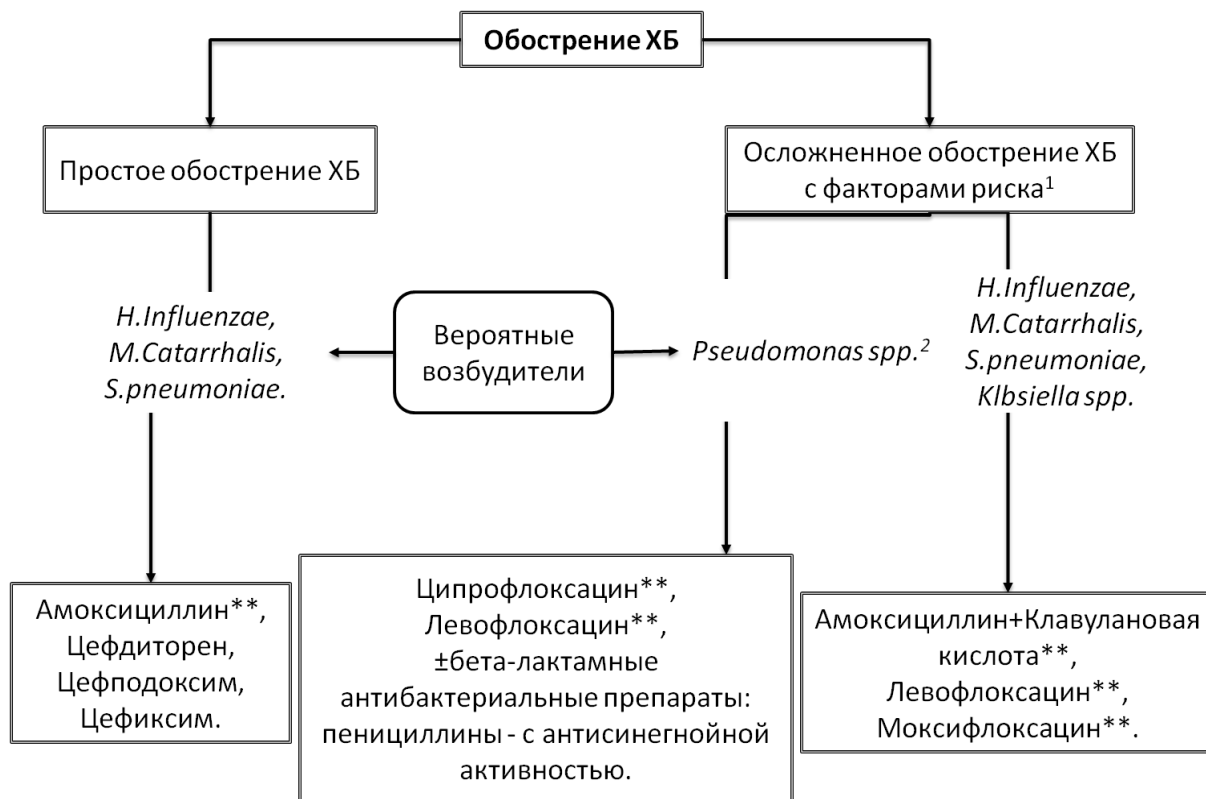 Обострение ХБ
Простое обострение ХБ
Осложненное обострение ХБ
с факторами риска¹
H.Influenzae,
M.Catarrhalis,
S.pneumoniae.
Вероятные
возбудители
Pseudomonas spp.²
H.Influenzae,
M.Catarrhalis,
S.pneumoniae,
Klbsiella spp.
Амоксициллин**,
Цефдиторен,
Цефподоксим,
Цефиксим.
Ципрофлоксацин**,
Левофлоксацин**,
±бета-лактамные
антибактериальные препараты:
пенициллины - с антисинегнойной
активностью.
Амоксициллин+Клавулановая
кислота**,
Левофлоксацин**,
Моксифлоксацин**.